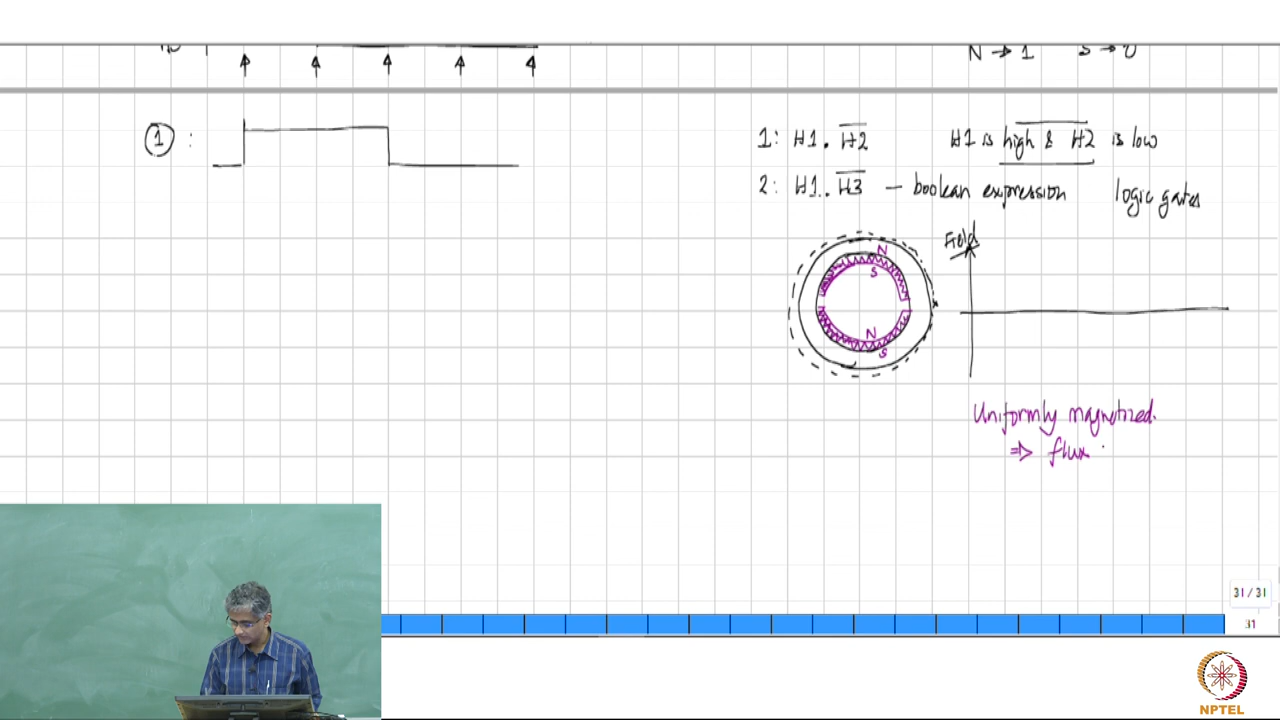 N → 1 S → 0
1 :
1: H1 . H2̅ H1 is high & H2 is low
2: H1 . H3̅ – boolean expression logic gates
Field
N
S
N
S
Uniformly magnetized.
⇒ flux
31 / 31
31
NPTEL